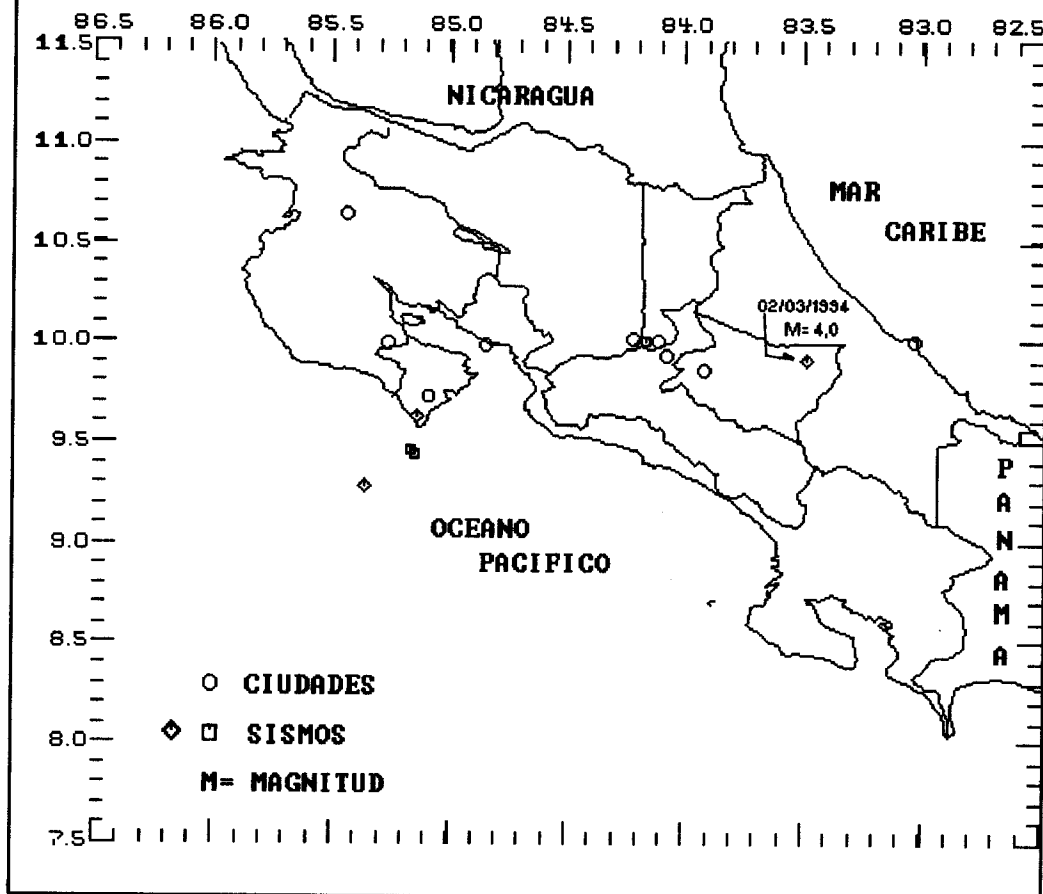 86.5 86.0 85.5 85.0 84.5 84.0 83.5 83.0 82.5
11.5
NICARAGUA
11.0
MAR
CARIBE
10.5
02/03/1994
M= 4,0
10.0
9.5
P
A
N
A
M
A
OCEANO
PACIFICO
9.0
8.5
CIUDADES
SISMOS
8.0
M= MAGNITUD
7.5